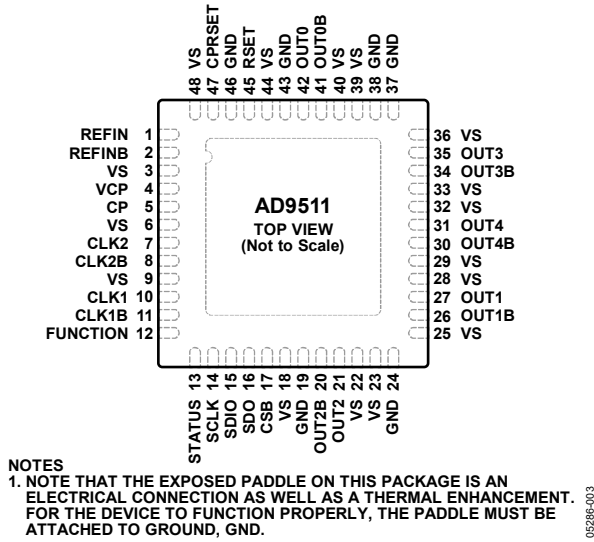 48 VS
47 CPRSET
46 GND
45 RSET
44 VS
43 GND
42 OUT0
41 OUT0B
40 VS
39 VS
38 GND
37 GND
REFIN 1
REFINB 2
VS 3
VCP 4
CP 5
VS 6
CLK2 7
CLK2B 8
VS 9
CLK1 10
CLK1B 11
FUNCTION 12
AD9511
TOP VIEW
(Not to Scale)
36 VS
35 OUT3
34 OUT3B
33 VS
32 VS
31 OUT4
30 OUT4B
29 VS
28 VS
27 OUT1
26 OUT1B
25 VS
STATUS 13
SCLK 14
SDIO 15
SDO 16
CSB 17
VS 18
GND 19
OUT2B 20
OUT2 21
VS 22
VS 23
GND 24
NOTES
1. NOTE THAT THE EXPOSED PADDLE ON THIS PACKAGE IS AN
ELECTRICAL CONNECTION AS WELL AS A THERMAL ENHANCEMENT.
FOR THE DEVICE TO FUNCTION PROPERLY, THE PADDLE MUST BE
ATTACHED TO GROUND, GND.
05286-003